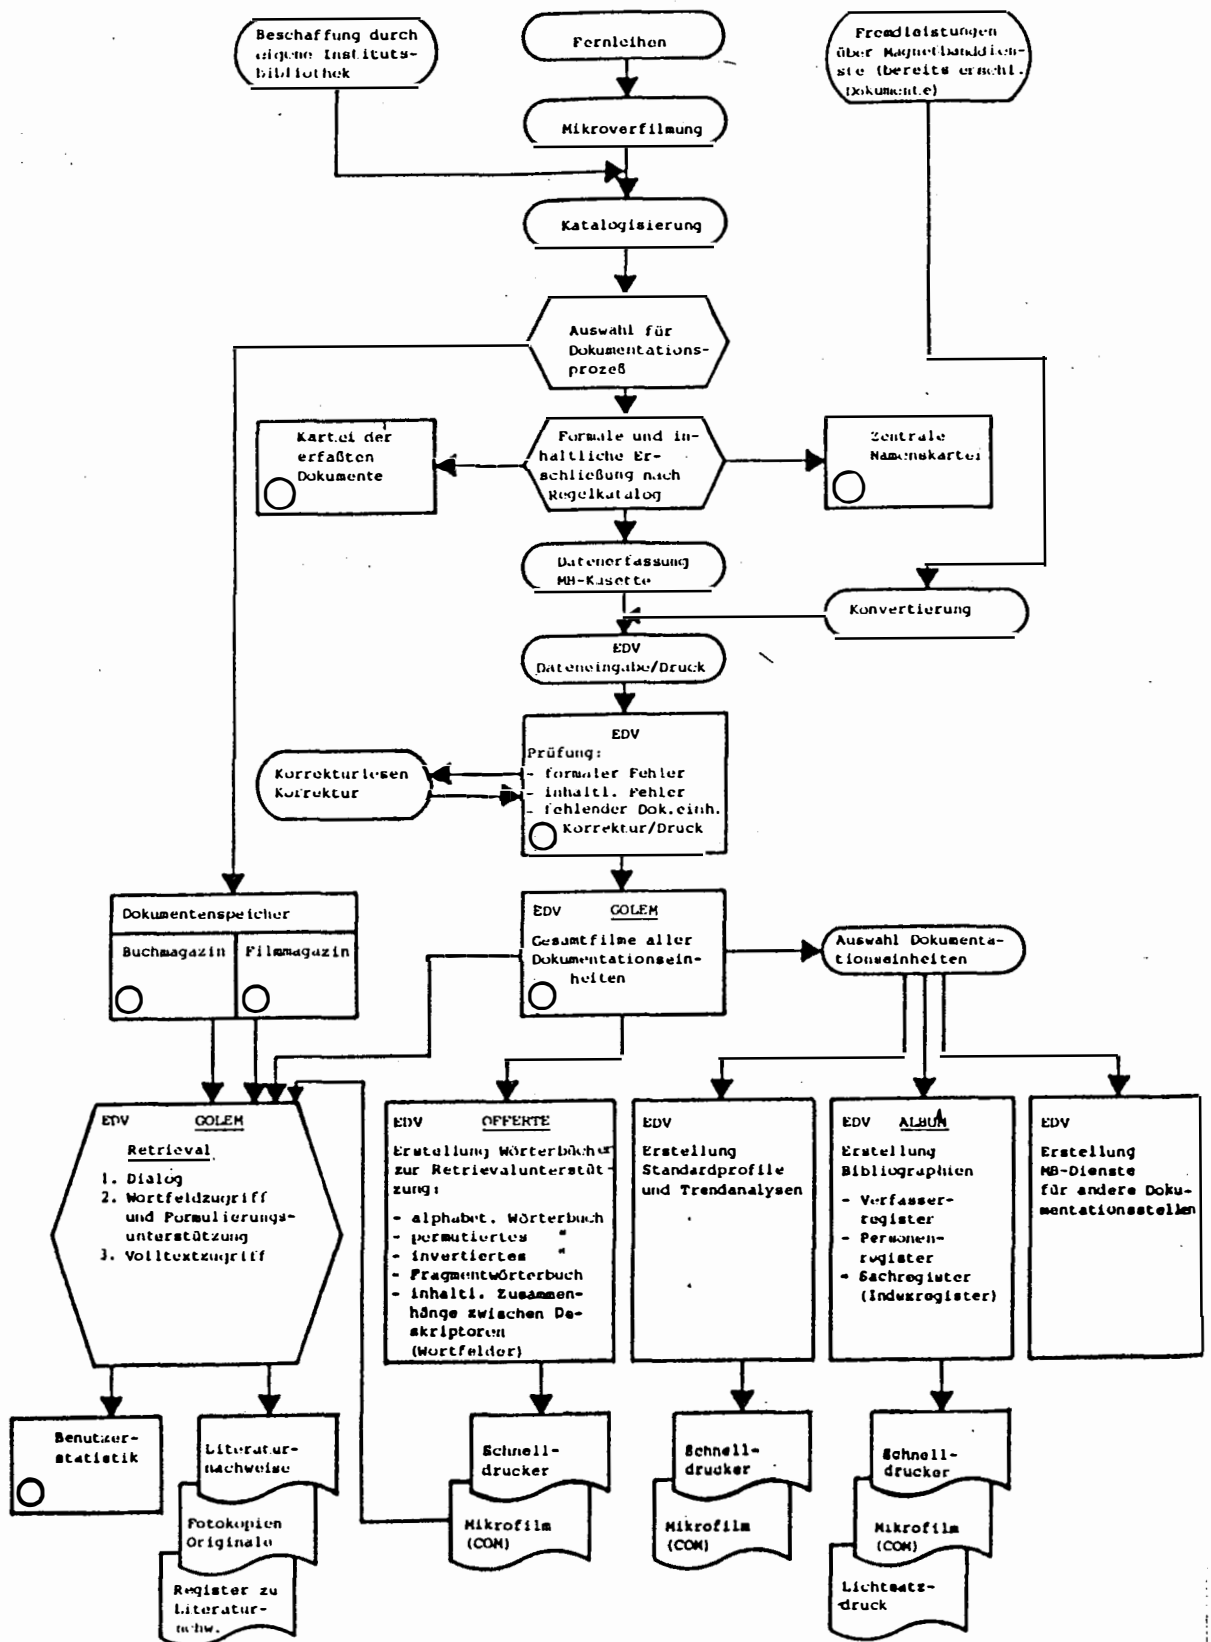 Beschaffung durch
eigene Instituts-
bibliothek
Fernleihen
Fremdleistungen
über Magnetbanddien-
ste (bereits erschl.
Dokumente)
Mikroverfilmung
Katalogisierung
Auswahl für
Dokumentations-
prozeß
Kartei der
erfaßten
Dokumente
Formale und in-
haltliche Er-
schließung nach
Regelkatalog
Zentrale
Namenskartei
Datenerfassung
MB-Kasette
Konvertierung
EDV
Dateneingabe/Druck
EDV
Prüfung:
- formaler Fehler
- inhaltl. Fehler
- fehlender Dok.einh.
Korrektur/Druck
Korrekturlesen
Korrektur
Dokumentenspeicher
Buchmagazin
Filmmagazin
EDV GOLEM
Gesamtfilme aller
Dokumentationsein-
heiten
Auswahl Dokumenta-
tionseinheiten
EDV GOLEM
Retrieval
1. Dialog
2. Wortfeldzugriff
und Formulierungs-
unterstützung
3. Volltextzugriff
EDV OFFERTE
Erstellung Wörterbücher
zur Retrievalunterstüt-
zung:
- alphabet. Wörterbuch
- permutiertes "
- invertiertes "
- Fragmentwörterbuch
- inhaltl. Zusammen-
hänge zwischen De-
skriptoren
(Wortfelder)
EDV
Erstellung
Standardprofile
und Trendanalysen
EDV ALBUM
Erstellung
Bibliographien
- Verfasser-
register
- Personen-
register
- Sachregister
(Indexregister)
EDV
Erstellung
MB-Dienste
für andere Doku-
mentationsstellen
Benutzer-
statistik
Literatur-
nachweise
Fotokopien
Originale
Register zu
Literatur-
nachw.
Schnell-
drucker
Mikrofilm
(COM)
Schnell-
drucker
Mikrofilm
(COM)
Schnell-
drucker
Mikrofilm
(COM)
Lichtsatz-
druck